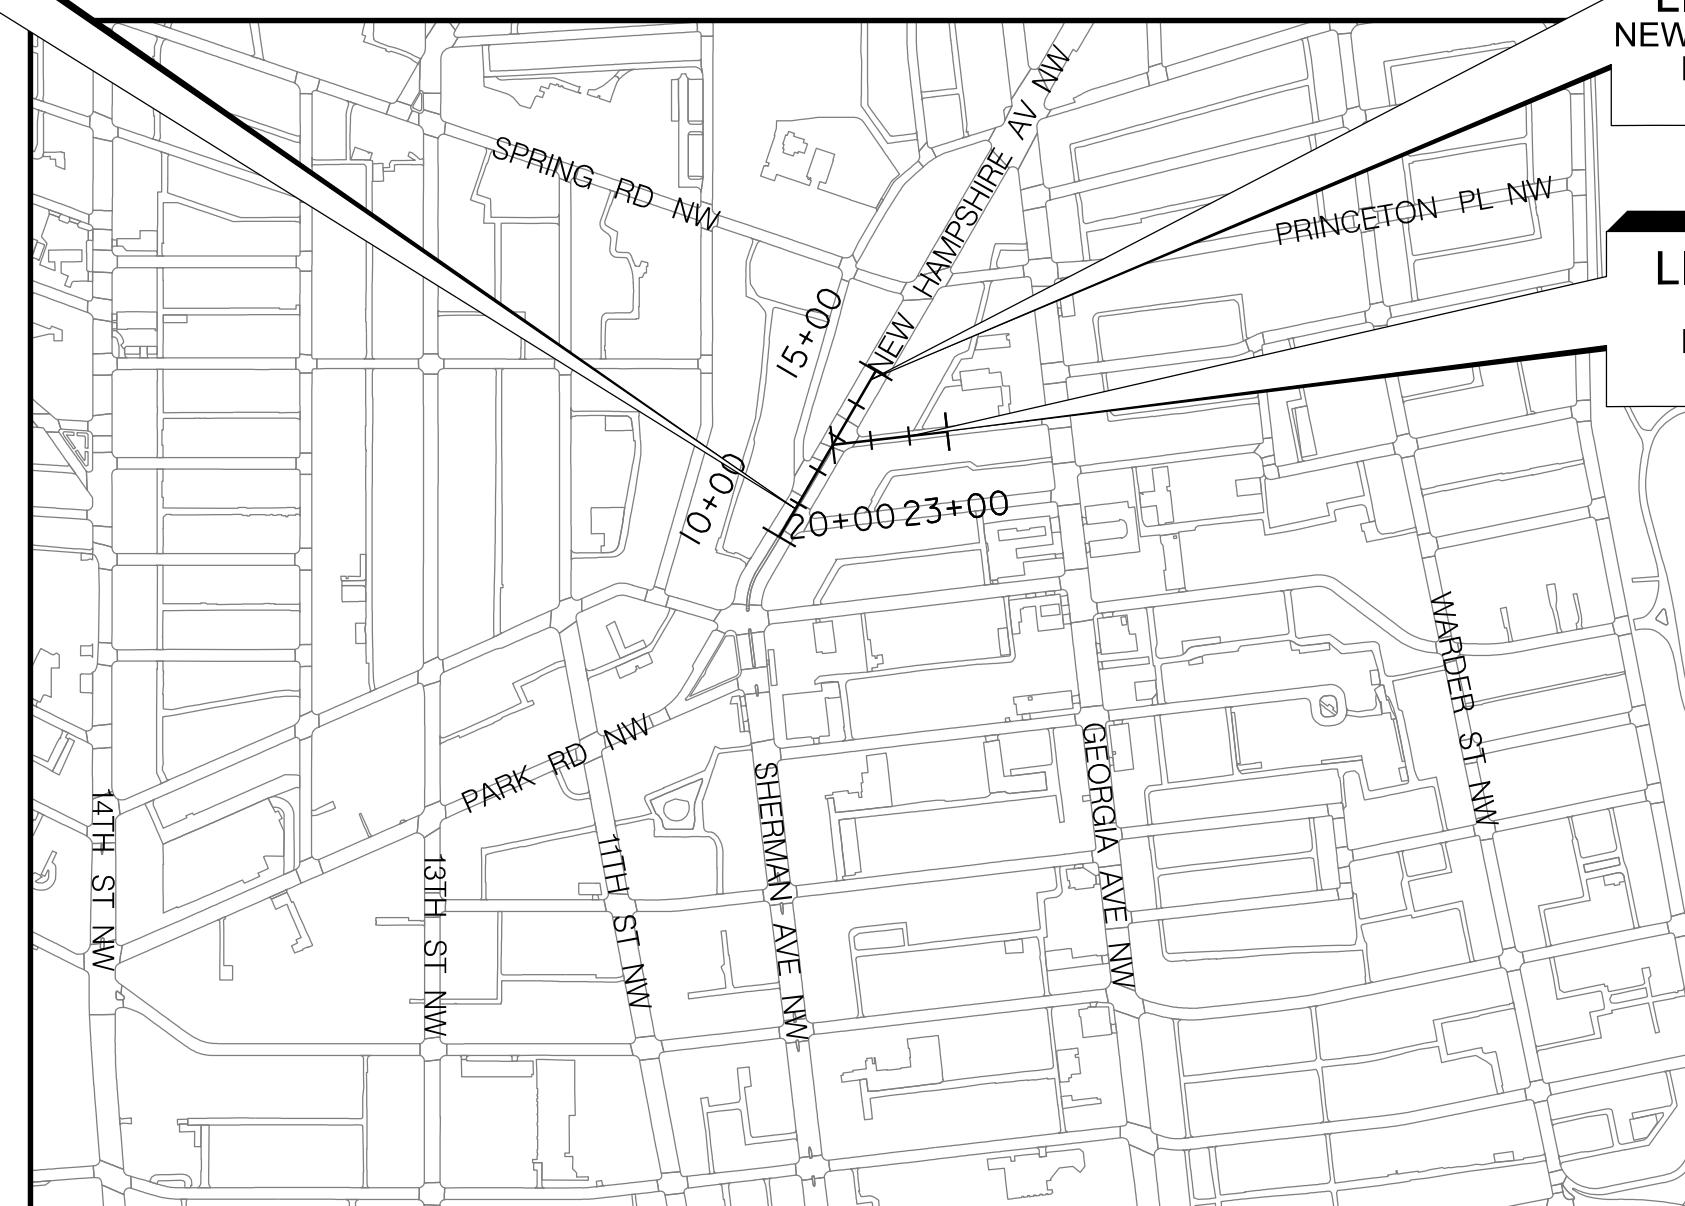 NEW
SPRING RD NW
NEW HAMPSHIRE AV NW
PRINCETON PL NW
15+00
10+00
20+00 23+00
WARDER ST NW
PARK RD NW
SHERMAN AVE NW
GEORGIA AVE NW
14TH ST NW
13TH ST NW
11TH ST NW